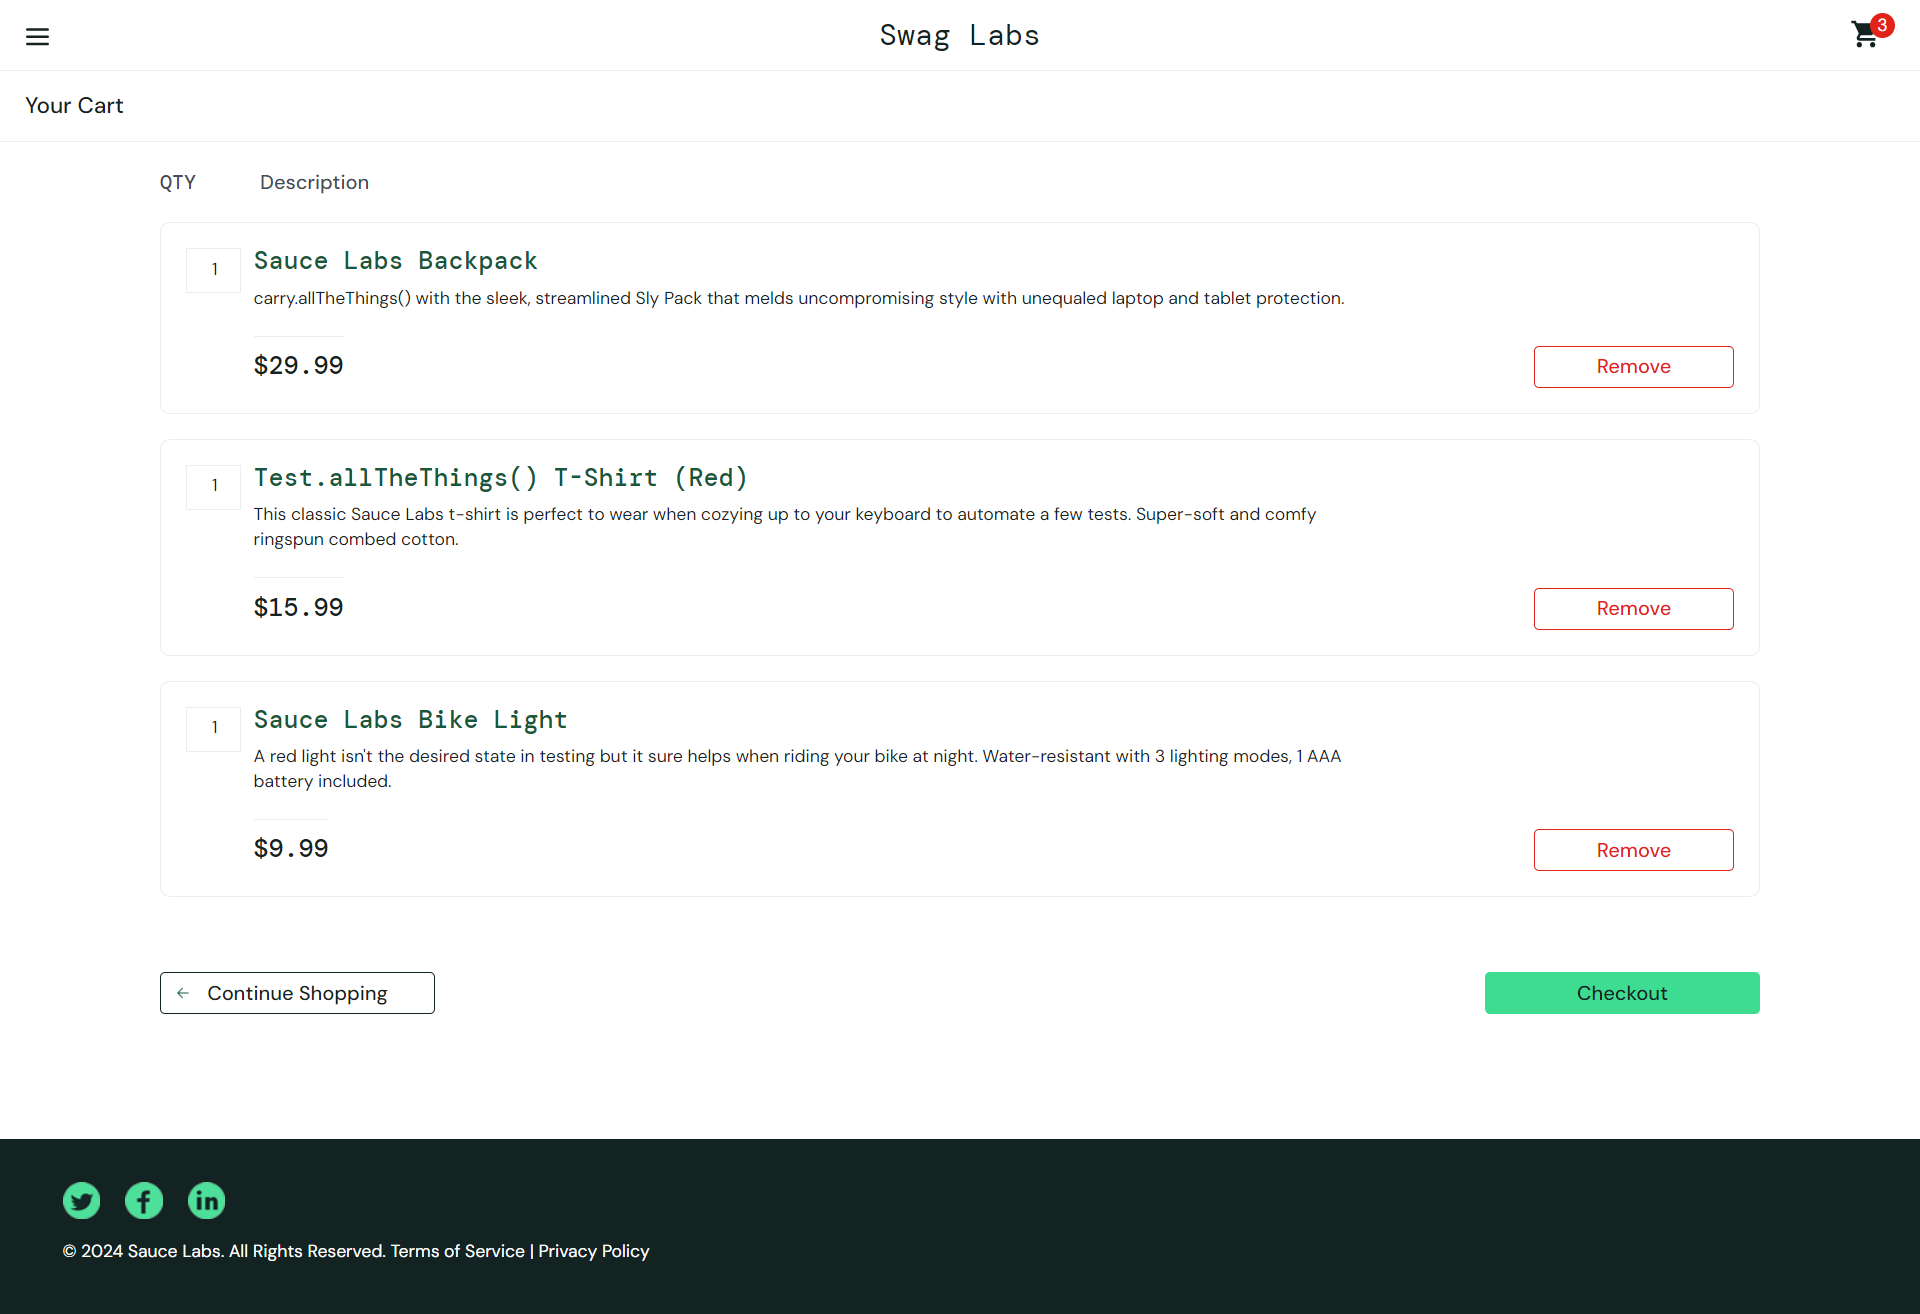 Swag Labs
3
Your Cart
QTY Description
1
Sauce Labs Backpack
carry.allTheThings() with the sleek, streamlined Sly Pack that melds uncompromising style with unequaled laptop and tablet protection.
$29.99
Remove
1
Test.allTheThings() T-Shirt (Red)
This classic Sauce Labs t-shirt is perfect to wear when cozying up to your keyboard to automate a few tests. Super-soft and comfy
ringspun combed cotton.
$15.99
Remove
1
Sauce Labs Bike Light
A red light isn't the desired state in testing but it sure helps when riding your bike at night. Water-resistant with 3 lighting modes, 1 AAA
battery included.
$9.99
Remove
Continue Shopping
Checkout
© 2024 Sauce Labs. All Rights Reserved. Terms of Service | Privacy Policy